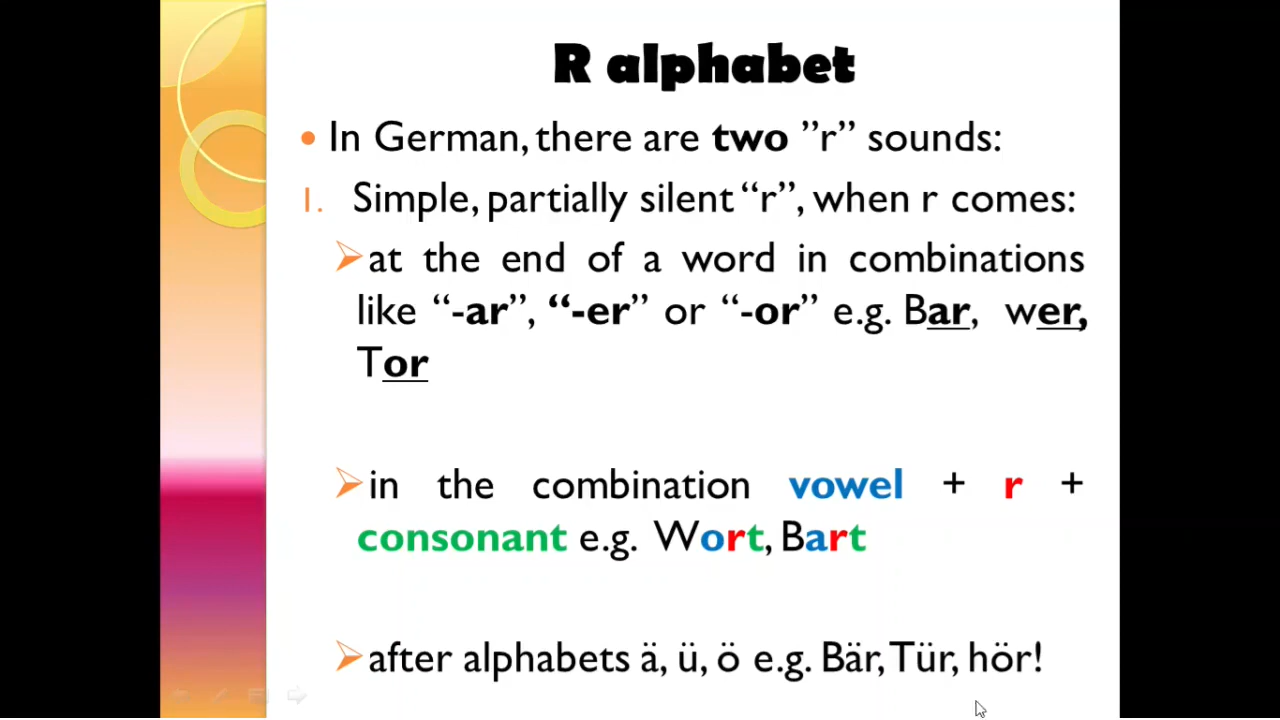 R alphabet
• In German, there are two ”r” sounds:
1. Simple, partially silent “r”, when r comes:
➢at the end of a word in combinations
like “-ar”, “-er” or “-or” e.g. Bar, wer,
Tor
➢in the combination vowel + r +
consonant e.g. Wort, Bart
➢after alphabets ä, ü, ö e.g. Bär, Tür, hör!